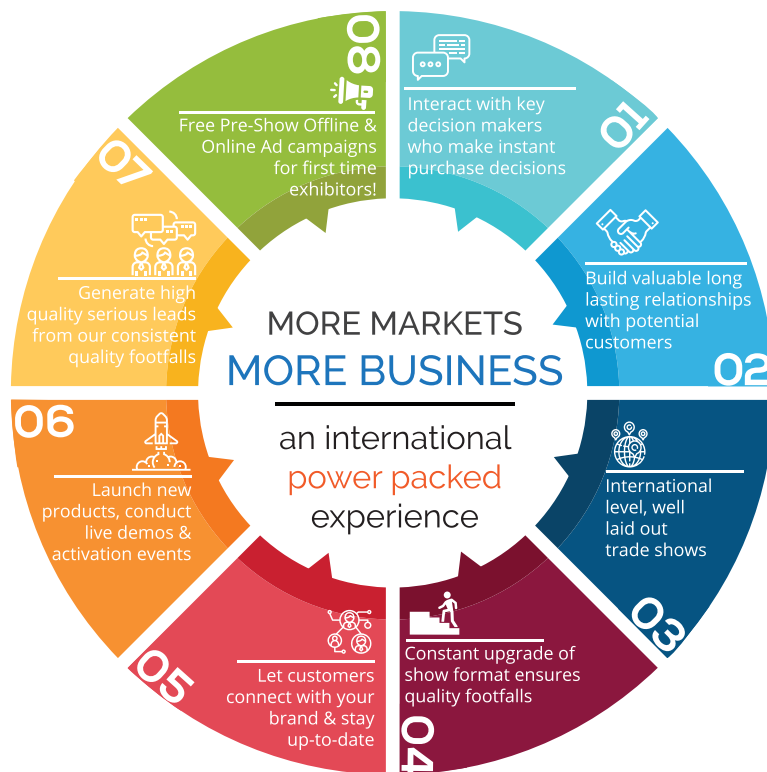 MORE MARKETS
MORE BUSINESS
an international
power packed
experience
01
Interact with key
decision makers
who make instant
purchase decisions
02
Build valuable long
lasting relationships
with potential
customers
03
International
level, well
laid out
trade shows
04
Constant upgrade of
show format ensures
quality footfalls
05
Let customers
connect with your
brand & stay
up-to-date
06
Launch new
products, conduct
live demos &
activation events
07
Generate high
quality serious leads
from our consistent
quality footfalls
08
Free Pre-Show Offline &
Online Ad campaigns
for first time
exhibitors!